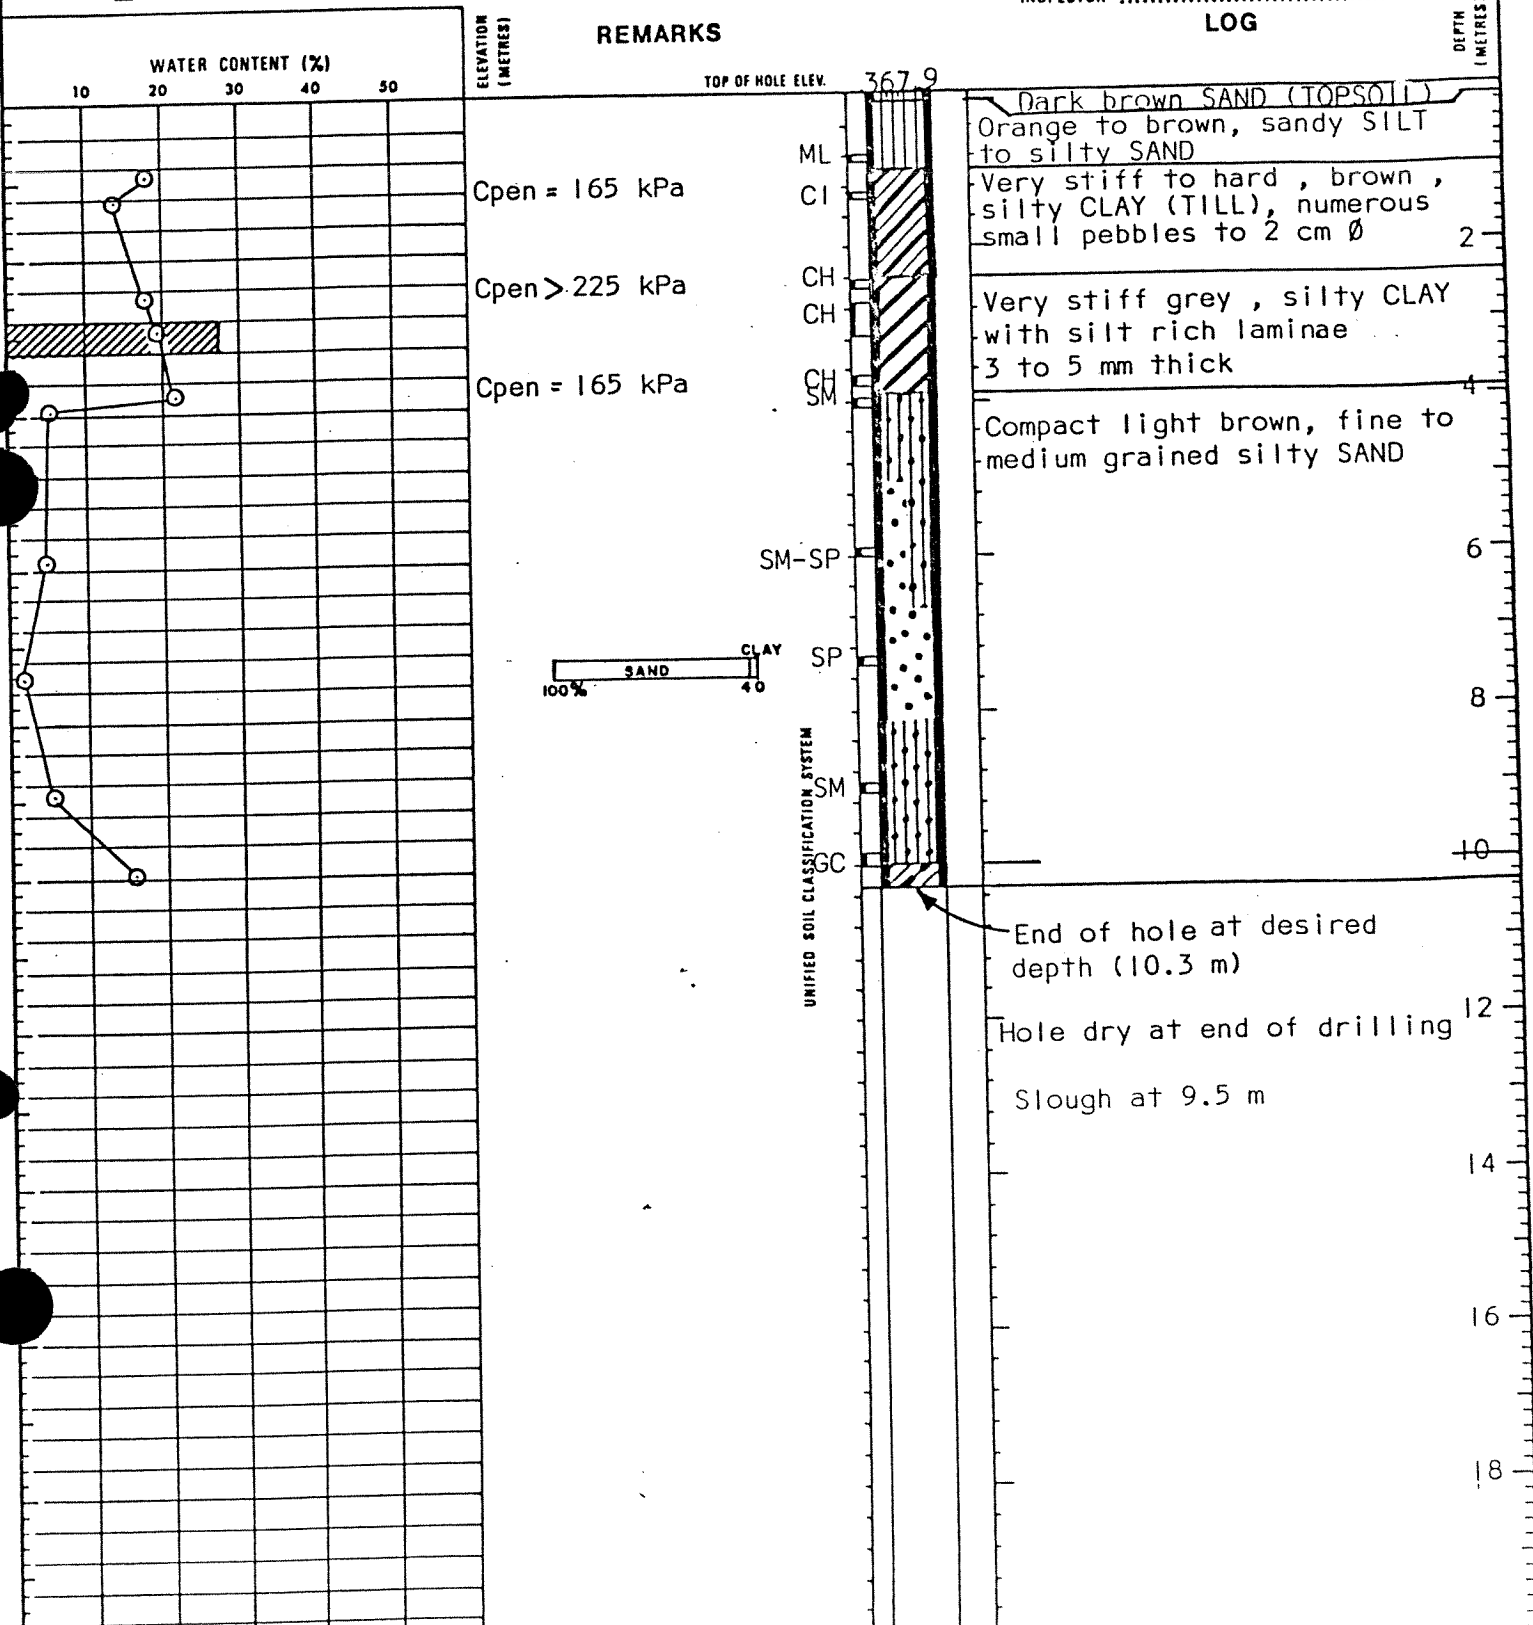 LOG
REMARKS
ELEVATION
(METRES)
DEPTH
(METRES)
WATER CONTENT (%)
10 20 30 40 50
TOP OF HOLE ELEV. 367.9
Dark brown SAND (TOPSOIL)
Orange to brown, sandy SILT
to silty SAND
ML
Cpen = 165 kPa
CI
Very stiff to hard , brown ,
silty CLAY (TILL), numerous
small pebbles to 2 cm Ø
2
Cpen > 225 kPa
CH
CH
Very stiff grey , silty CLAY
with silt rich laminae
3 to 5 mm thick
Cpen = 165 kPa
CH
SM
4
Compact light brown, fine to
medium grained silty SAND
SM-SP
6
CLAY
SAND
100% 4 0
SP
8
UNIFIED SOIL CLASSIFICATION SYSTEM
SM
GC
10
End of hole at desired
depth (10.3 m)
12
Hole dry at end of drilling
Slough at 9.5 m
14
16
18